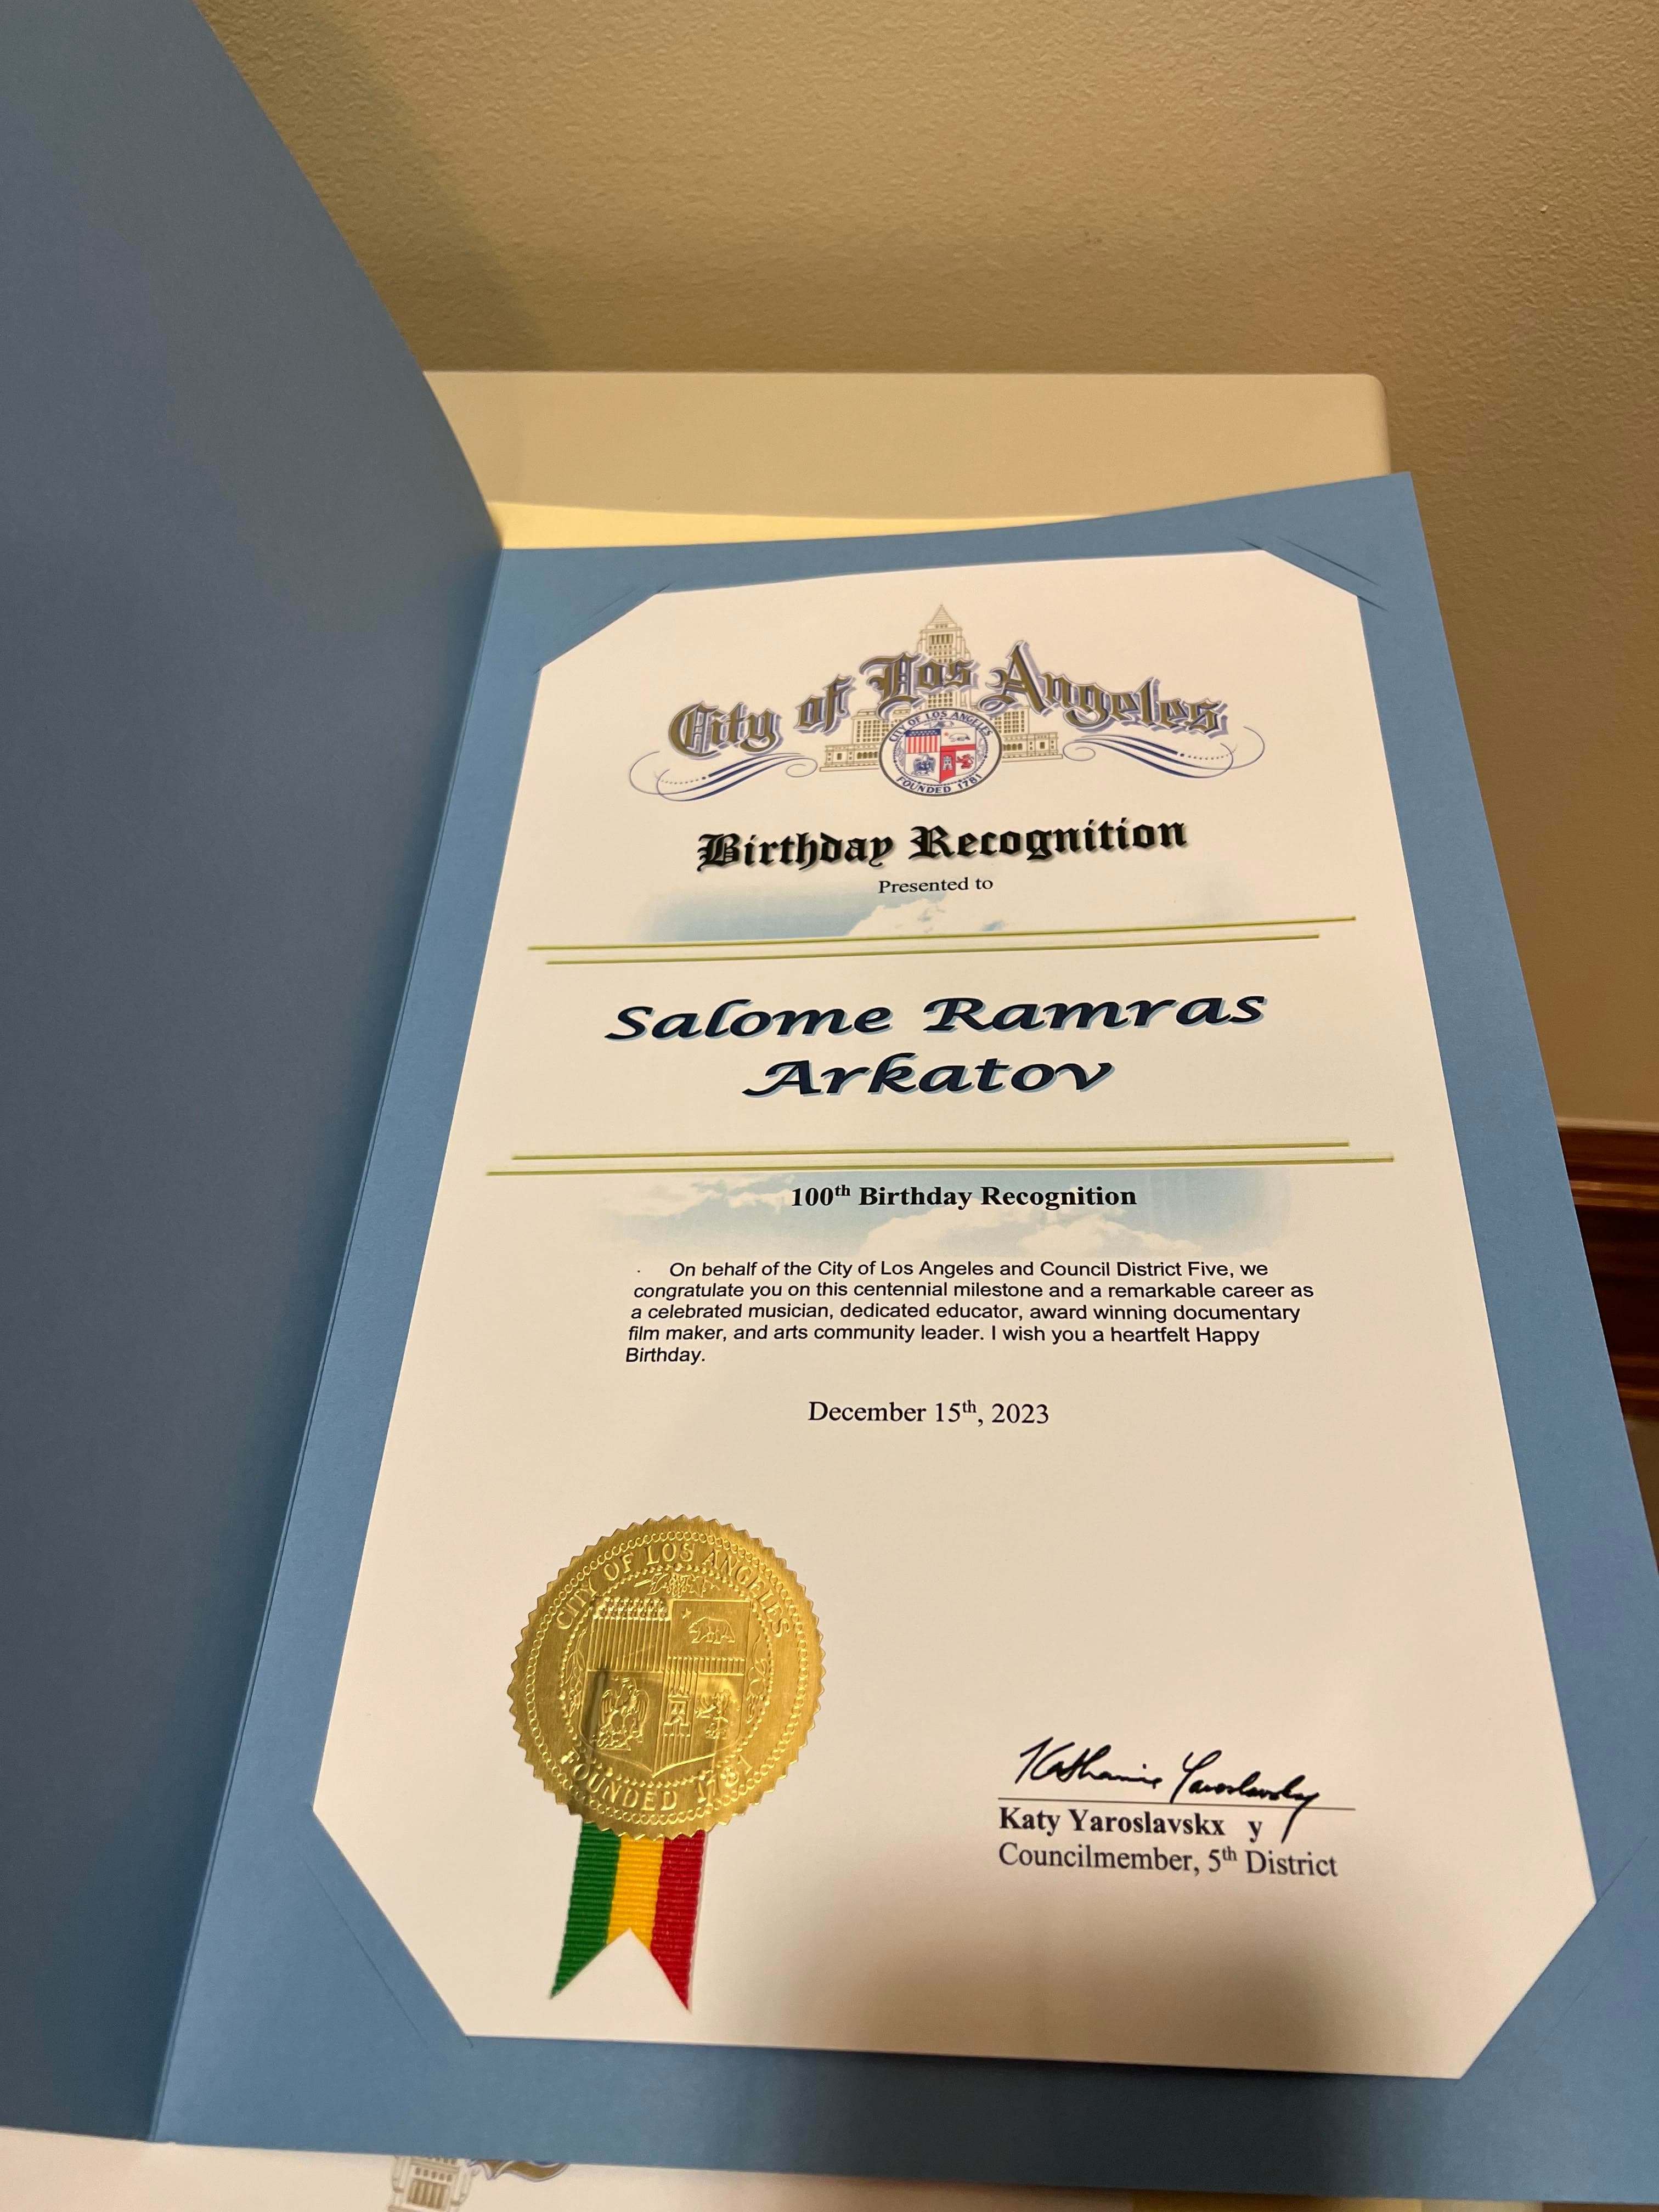 City of Los Angeles
CITY OF LOS ANGELES
FOUNDED 1781
Birthday Recognition
Presented to
Salome Ramras
Arkatov
100th Birthday Recognition
. On behalf of the City of Los Angeles and Council District Five, we
congratulate you on this centennial milestone and a remarkable career as
a celebrated musician, dedicated educator, award winning documentary
film maker, and arts community leader. I wish you a heartfelt Happy
Birthday.
December 15th, 2023
CITY OF LOS ANGELES
FOUNDED 1781
Katharine Yaroslavsky
Katy Yaroslavskx y
Councilmember, 5th District